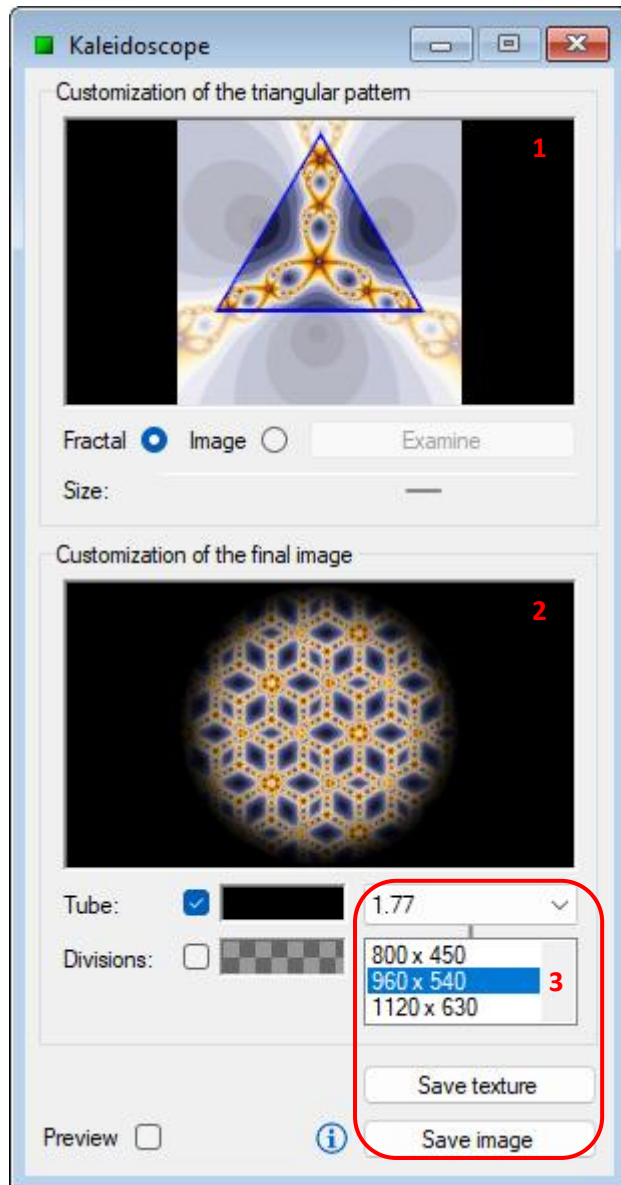 Kaleidoscope
Customization of the triangular pattern
1
Fractal Image Examine
Size:
Customization of the final image
2
Tube: 1.77
Divisions:
800 x 450
960 x 540 3
1120 x 630
Save texture
Preview Save image